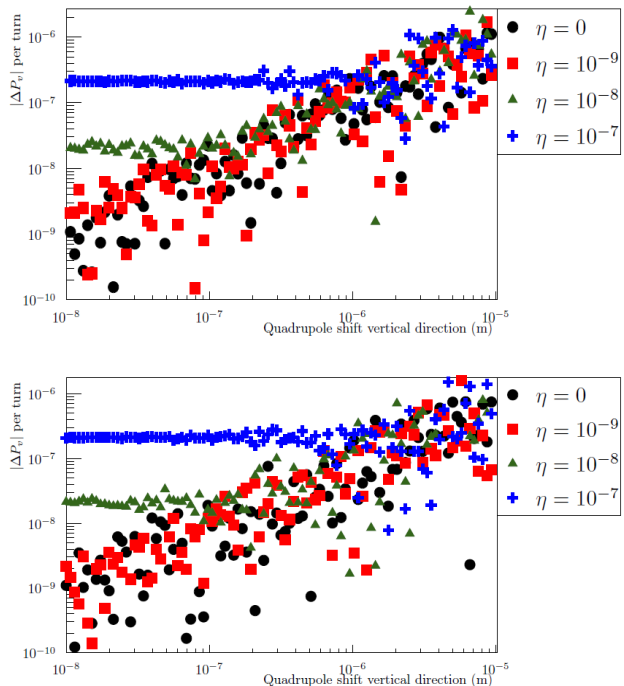 |ΔPᵥ| per turn
10⁻⁶
10⁻⁷
10⁻⁸
10⁻⁹
10⁻¹⁰
10⁻⁸
10⁻⁷
10⁻⁶
10⁻⁵
Quadrupole shift vertical direction (m)
η = 0
η = 10⁻⁹
η = 10⁻⁸
η = 10⁻⁷
|ΔPᵥ| per turn
10⁻⁶
10⁻⁷
10⁻⁸
10⁻⁹
10⁻¹⁰
10⁻⁸
10⁻⁷
10⁻⁶
10⁻⁵
Quadrupole shift vertical direction (m)
η = 0
η = 10⁻⁹
η = 10⁻⁸
η = 10⁻⁷